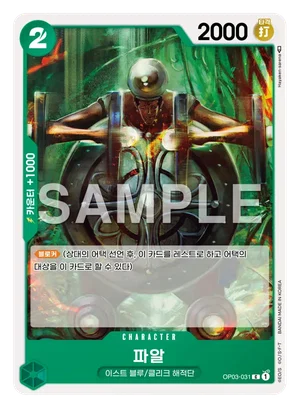 2
2000
타격
打
카운터 +1000
SAMPLE
블로커 (상대의 어택 선언 후, 이 카드를 레스트로 하고 어택의
대상을 이 카드로 할 수 있다)
CHARACTER
파알
이스트 블루/클리크 해적단
OP03-031 C
1
BANDAI MADE IN KOREA